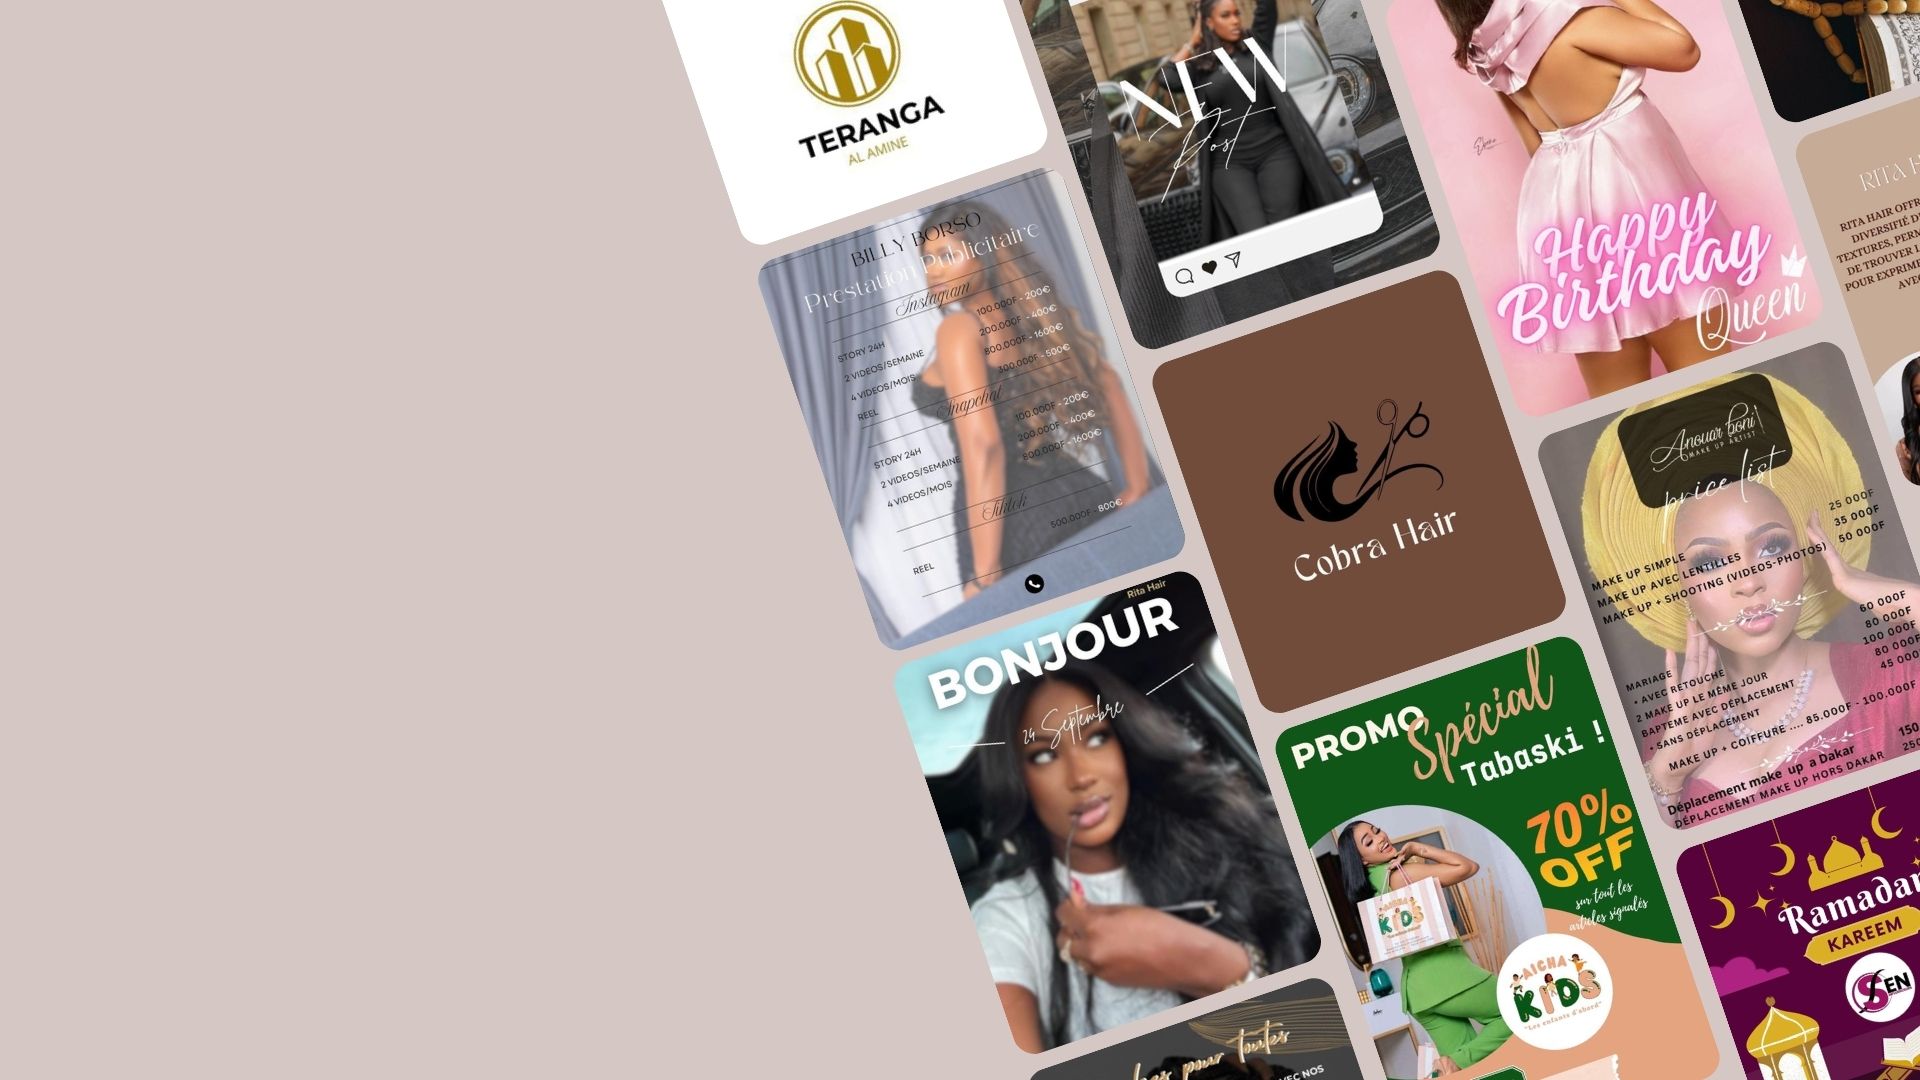 TERANGA
AL AMINE
BILLY BORSO
Prestation Publicitaire
Instagram
STORY 24H 100.000F - 200€
2 VIDEOS/SEMAINE 200.000F - 400€
4 VIDEOS/MOIS 800.000F - 1600€
REEL 300.000F - 500€
Snapchat
STORY 24H 100.000F - 200€
2 VIDEOS/SEMAINE 200.000F - 400€
4 VIDEOS/MOIS 800.000F - 1600€
Tiktok
REEL 500.000F - 800€
Rita Hair
BONJOUR
24 Septembre
pour toutes
AVEC NOS
NEW
Post
Cobra Hair
PROMO
Spécial
Tabaski !
70%
OFF
sur tout les
articles signalés
AICHA
KIDS
AICHA
KIDS
"Les enfants d'abord"
Happy
Birthday
Queen
Anouar boni
MAKE UP ARTIST
price list
MAKE UP SIMPLE 25 000F
MAKE UP AVEC LENTILLES 35 000F
MAKE UP + SHOOTING (VIDEOS-PHOTOS) 50 000F
MARIAGE 60 000F
* AVEC RETOUCHE 80 000F
2 MAKE UP LE MÊME JOUR 100 000F
BAPTEME AVEC DÉPLACEMENT 80 000F
* SANS DÉPLACEMENT 45 000
MAKE UP + COIFFURE .... 85.000F - 100.000F
Déplacement make up a Dakar 150
DÉPLACEMENT MAKE UP HORS DAKAR 250
RITA H
RITA HAIR OFFR
DIVERSIFIÉ D
TEXTURES, PERM
DE TROUVER L
POUR EXPRIME
AVEC
Ramadan
KAREEM
SEN